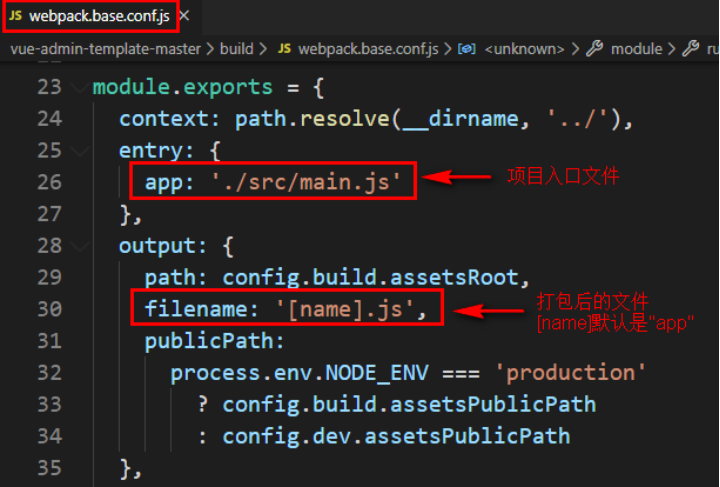 JS webpack.base.conf.js ×
vue-admin-template-master > build > JS webpack.base.conf.js > <unknown> > module > ru
23 module.exports = {
24 context: path.resolve(__dirname, '../'),
25 entry: {
26 app: './src/main.js' 项目入口文件
27 },
28 output: {
29 path: config.build.assetsRoot,
30 filename: '[name].js', 打包后的文件
[name]默认是"app"
31 publicPath:
32 process.env.NODE_ENV === 'production'
33 ? config.build.assetsPublicPath
34 : config.dev.assetsPublicPath
35 },